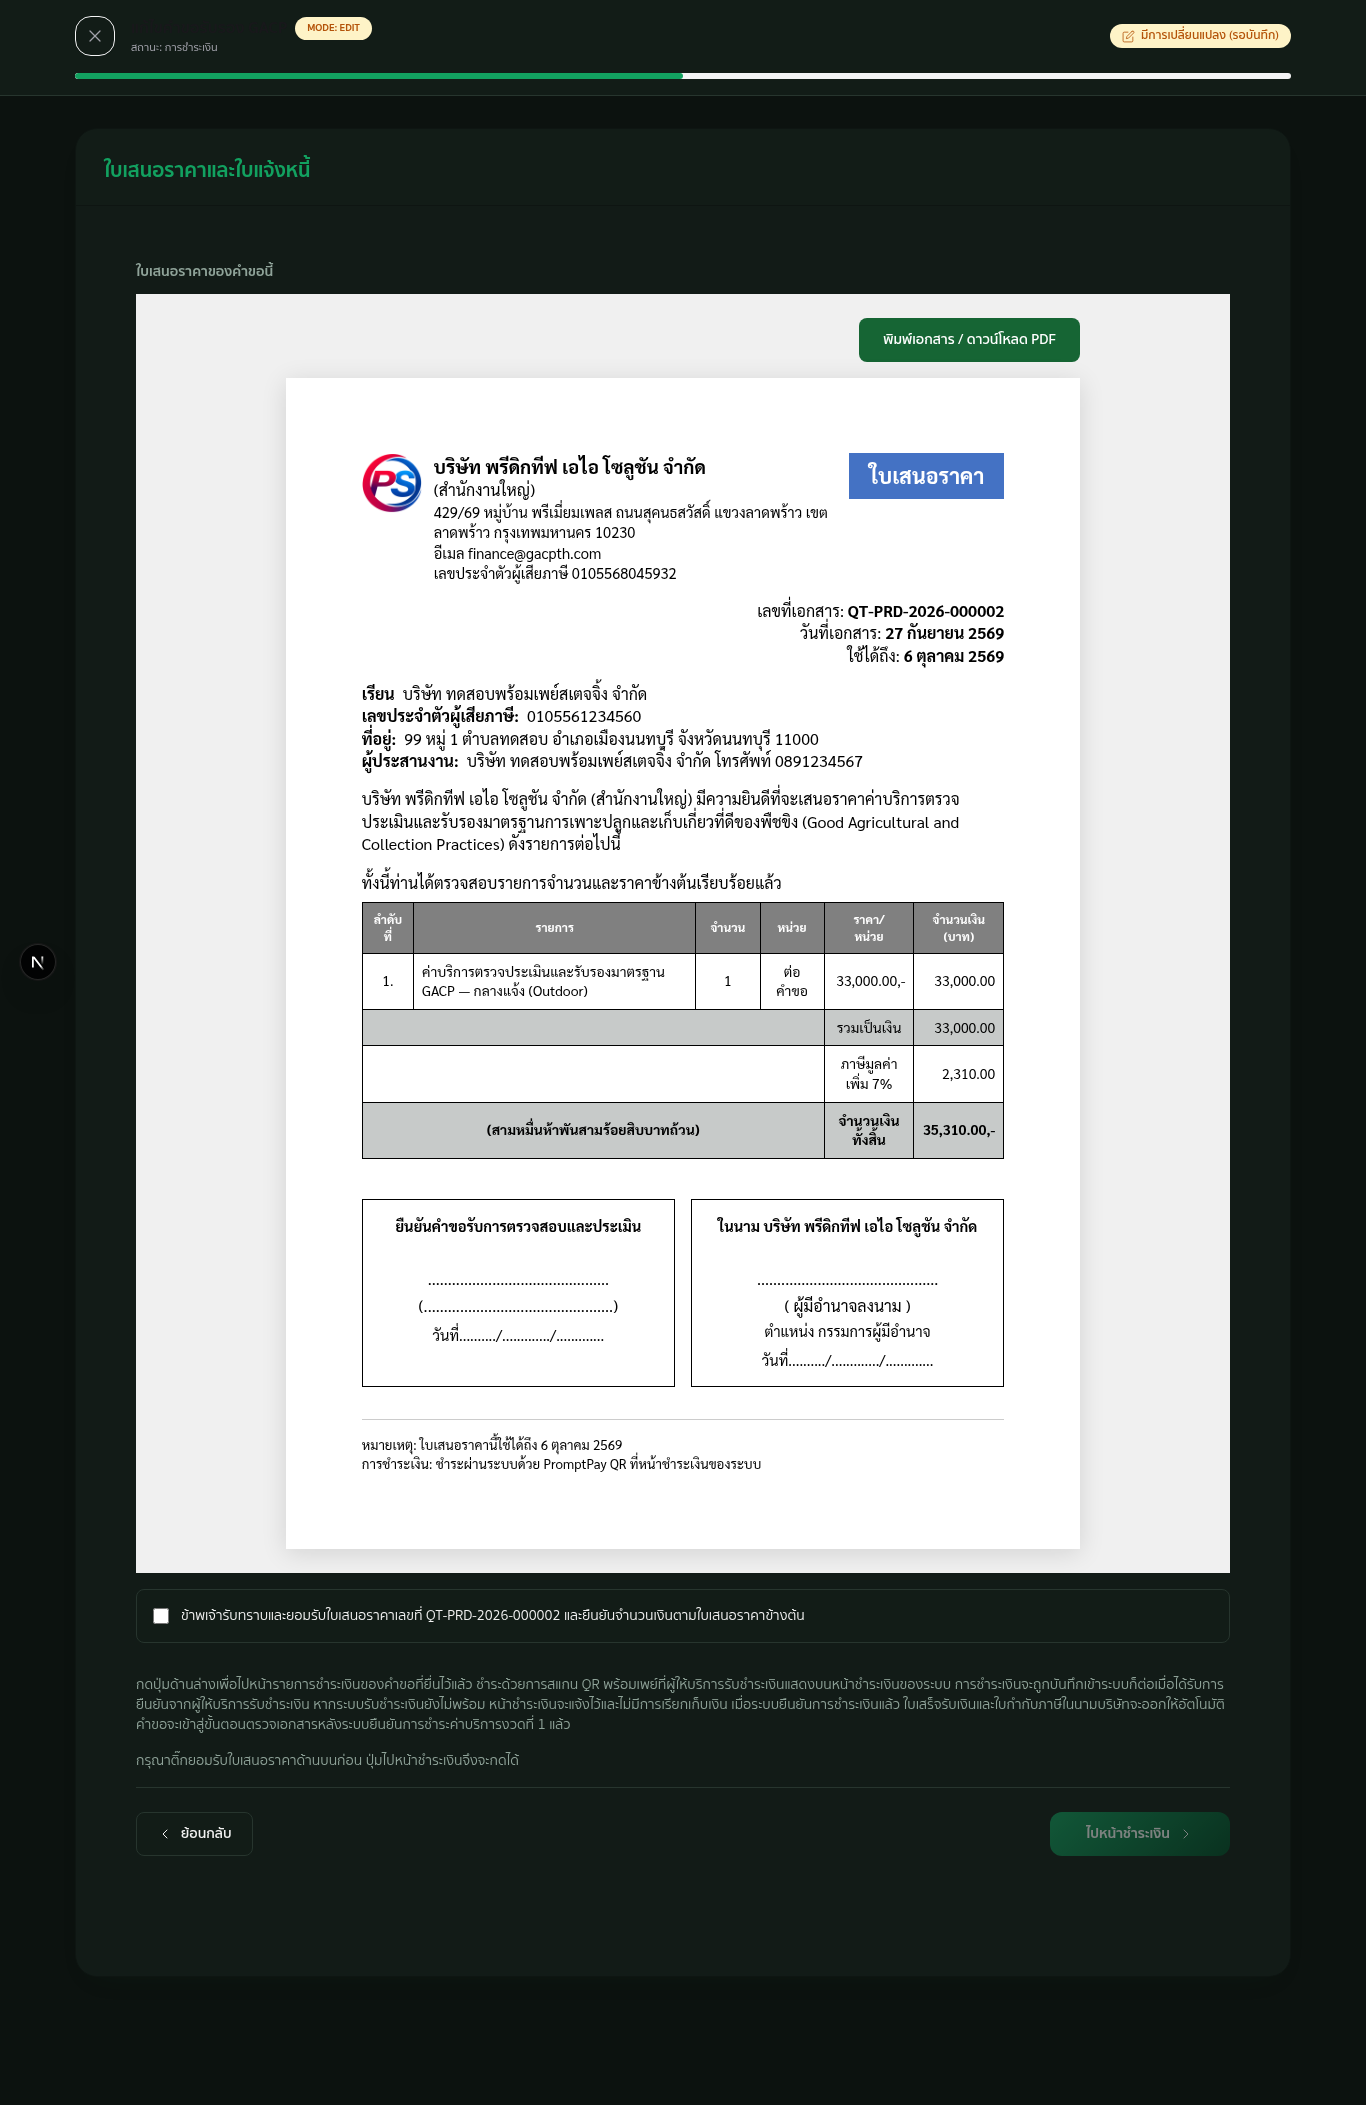 MODE: EDIT
สถานะ: การชำระเงิน
มีการเปลี่ยนแปลง (รอบันทึก)
ใบเสนอราคาและใบแจ้งหนี้
ใบเสนอราคาของคำขอนี้
พิมพ์เอกสาร / ดาวน์โหลด PDF
PS
บริษัท พรีดิกทีฟ เอไอ โซลูชัน จำกัด
(สำนักงานใหญ่)
429/69 หมู่บ้าน พรีเมี่ยมเพลส ถนนสุคนธสวัสดิ์ แขวงลาดพร้าว เขต
ลาดพร้าว กรุงเทพมหานคร 10230
อีเมล finance@gacpth.com
เลขประจำตัวผู้เสียภาษี 0105568045932
ใบเสนอราคา
เลขที่เอกสาร: QT-PRD-2026-000002
วันที่เอกสาร: 27 กันยายน 2569
ใช้ได้ถึง: 6 ตุลาคม 2569
เรียน บริษัท ทดสอบพร้อมเพย์สเตจจิ้ง จำกัด
เลขประจำตัวผู้เสียภาษี: 0105561234560
ที่อยู่: 99 หมู่ 1 ตำบลทดสอบ อำเภอเมืองนนทบุรี จังหวัดนนทบุรี 11000
ผู้ประสานงาน: บริษัท ทดสอบพร้อมเพย์สเตจจิ้ง จำกัด โทรศัพท์ 0891234567
บริษัท พรีดิกทีฟ เอไอ โซลูชัน จำกัด (สำนักงานใหญ่) มีความยินดีที่จะเสนอราคาค่าบริการตรวจ
ประเมินและรับรองมาตรฐานการเพาะปลูกและเก็บเกี่ยวที่ดีของพืชขิง (Good Agricultural and
Collection Practices) ดังรายการต่อไปนี้
ทั้งนี้ท่านได้ตรวจสอบรายการจำนวนและราคาข้างต้นเรียบร้อยแล้ว
ลำดับ
ที่
รายการ
จำนวน
หน่วย
ราคา/
หน่วย
จำนวนเงิน
(บาท)
1.
ค่าบริการตรวจประเมินและรับรองมาตรฐาน
GACP — กลางแจ้ง (Outdoor)
1
ต่อ
คำขอ
33,000.00,-
33,000.00
รวมเป็นเงิน
33,000.00
ภาษีมูลค่า
เพิ่ม 7%
2,310.00
(สามหมื่นห้าพันสามร้อยสิบบาทถ้วน)
จำนวนเงิน
ทั้งสิ้น
35,310.00,-
ยืนยันคำขอรับการตรวจสอบและประเมิน
.............................................
(...............................................)
วันที่........../............./.............
ในนาม บริษัท พรีดิกทีฟ เอไอ โซลูชัน จำกัด
.............................................
( ผู้มีอำนาจลงนาม )
ตำแหน่ง กรรมการผู้มีอำนาจ
วันที่........../............./.............
หมายเหตุ: ใบเสนอราคานี้ใช้ได้ถึง 6 ตุลาคม 2569
การชำระเงิน: ชำระผ่านระบบด้วย PromptPay QR ที่หน้าชำระเงินของระบบ
ข้าพเจ้ารับทราบและยอมรับใบเสนอราคาเลขที่ QT-PRD-2026-000002 และยืนยันจำนวนเงินตามใบเสนอราคาข้างต้น
กดปุ่มด้านล่างเพื่อไปหน้ารายการชำระเงินของคำขอที่ยื่นไว้แล้ว ชำระด้วยการสแกน QR พร้อมเพย์ที่ผู้ให้บริการรับชำระเงินแสดงบนหน้าชำระเงินของระบบ การชำระเงินจะถูกบันทึกเข้าระบบก็ต่อเมื่อได้รับการ
ยืนยันจากผู้ให้บริการรับชำระเงิน หากระบบรับชำระเงินยังไม่พร้อม หน้าชำระเงินจะแจ้งไว้และไม่มีการเรียกเก็บเงิน เมื่อระบบยืนยันการชำระเงินแล้ว ใบเสร็จรับเงินและใบกำกับภาษีในนามบริษัทจะออกให้อัตโนมัติ
คำขอจะเข้าสู่ขั้นตอนตรวจเอกสารหลังระบบยืนยันการชำระค่าบริการงวดที่ 1 แล้ว
กรุณาติ๊กยอมรับใบเสนอราคาด้านบนก่อน ปุ่มไปหน้าชำระเงินจึงจะกดได้
ย้อนกลับ
ไปหน้าชำระเงิน